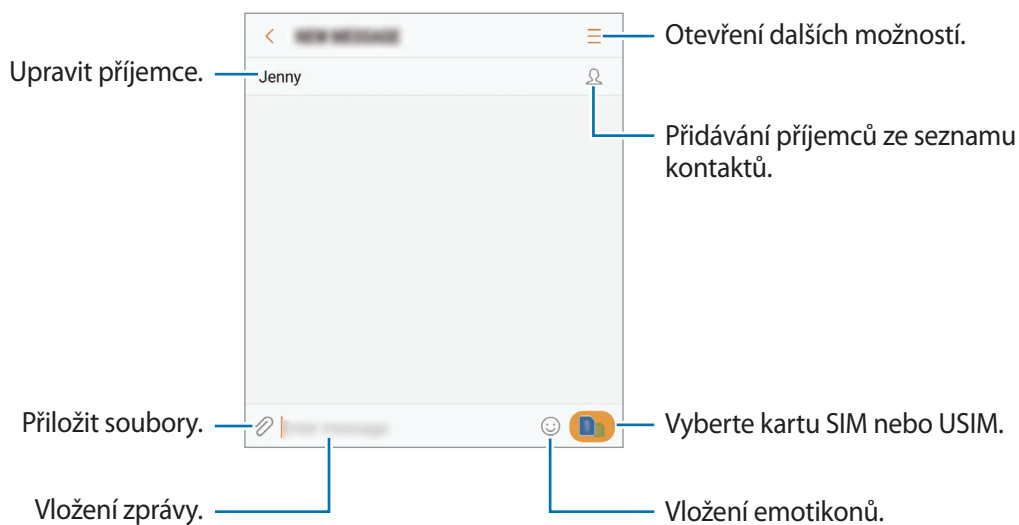 Otevření dalších možností.
Upravit příjemce.
Jenny
Přidávání příjemců ze seznamu
kontaktů.
Přiložit soubory.
Vyberte kartu SIM nebo USIM.
Vložení zprávy.
Vložení emotikonů.